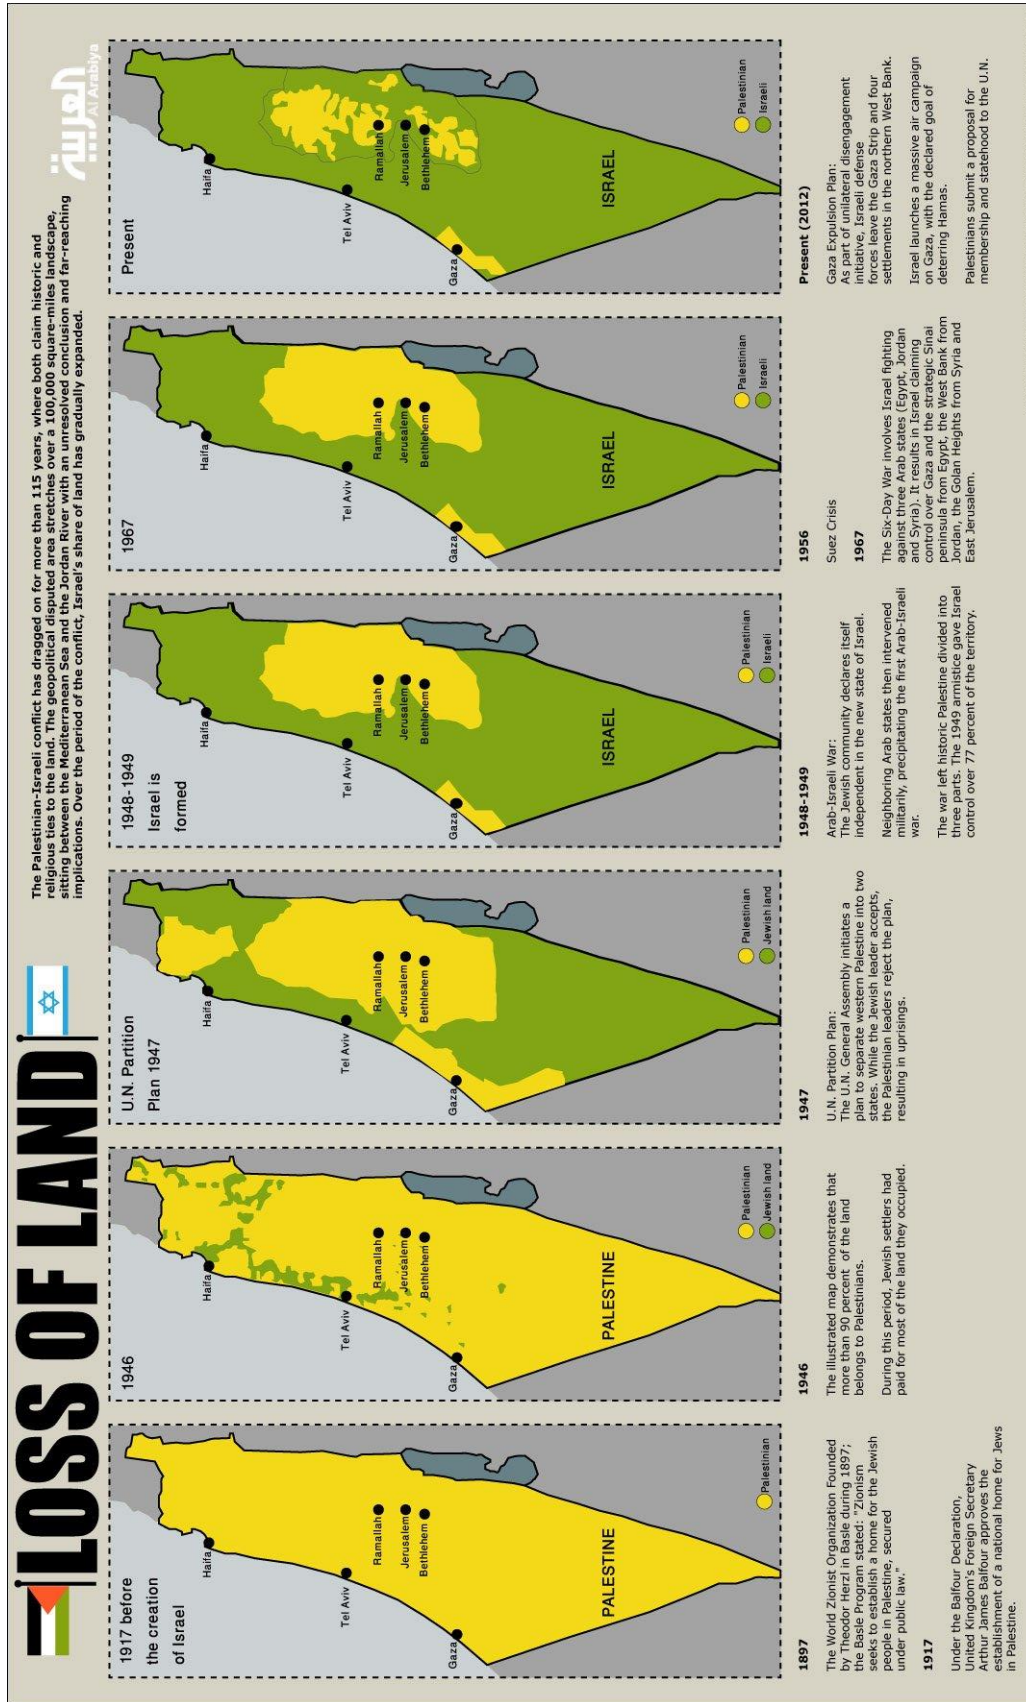 LOSS OF LAND
The Palestinian-Israeli conflict has dragged on for more than 115 years, where both claim historic and
religious ties to the land. The geopolitical disputed area stretches over a 100,000 square-miles landscape,
sitting between the Mediterranean Sea and the Jordan River with an unresolved conclusion and far-reaching
implications. Over the period of the conflict, Israel's share of land has gradually expanded.
العربية
Al Arabiya
1917 before
the creation
of Israel
Haifa
Tel Aviv
Ramallah
Jerusalem
Bethlehem
Gaza
PALESTINE
Palestinian
1946
Haifa
Tel Aviv
Ramallah
Jerusalem
Bethlehem
Gaza
PALESTINE
Palestinian
Jewish land
U.N. Partition
Plan 1947
Haifa
Tel Aviv
Ramallah
Jerusalem
Bethlehem
Gaza
Palestinian
Jewish land
1948-1949
Israel is
formed
Haifa
Tel Aviv
Ramallah
Jerusalem
Bethlehem
Gaza
ISRAEL
Palestinian
Israeli
1967
Haifa
Tel Aviv
Ramallah
Jerusalem
Bethlehem
Gaza
ISRAEL
Palestinian
Israeli
Present
Haifa
Tel Aviv
Ramallah
Jerusalem
Bethlehem
Gaza
ISRAEL
Palestinian
Israeli
1897
The World Zionist Organization Founded
by Theodor Herzl in Basle during 1897;
the Basle Program stated: "Zionism
seeks to establish a home for the Jewish
people in Palestine, secured
under public law."
1917
Under the Balfour Declaration,
United Kingdom's Foreign Secretary
Arthur James Balfour approves the
establishment of a national home for Jews
in Palestine.
1946
The illustrated map demonstrates that
more than 90 percent of the land
belongs to Palestinians.
During this period, Jewish settlers had
paid for most of the land they occupied.
1947
U.N. Partition Plan:
The U.N. General Assembly initiates a
plan to separate western Palestine into two
states. While the Jewish leader accepts,
the Palestinian leaders reject the plan,
resulting in uprisings.
1948-1949
Arab-Israeli War:
The Jewish community declares itself
independent in the new state of Israel.
Neighboring Arab states then intervened
militarily, precipitating the first Arab-Israeli
war.
The war left historic Palestine divided into
three parts. The 1949 armistice gave Israel
control over 77 percent of the territory.
1956
Suez Crisis
1967
The Six-Day War involves Israel fighting
against three Arab states (Egypt, Jordan
and Syria). It results in Israel claiming
control over Gaza and the strategic Sinai
peninsula from Egypt, the West Bank from
Jordan, the Golan Heights from Syria and
East Jerusalem.
Present (2012)
Gaza Expulsion Plan:
As part of unilateral disengagement
initiative, Israeli defense
forces leave the Gaza Strip and four
settlements in the northern West Bank.
Israel launches a massive air campaign
on Gaza, with the declared goal of
deterring Hamas.
Palestinians submit a proposal for
membership and statehood to the U.N.